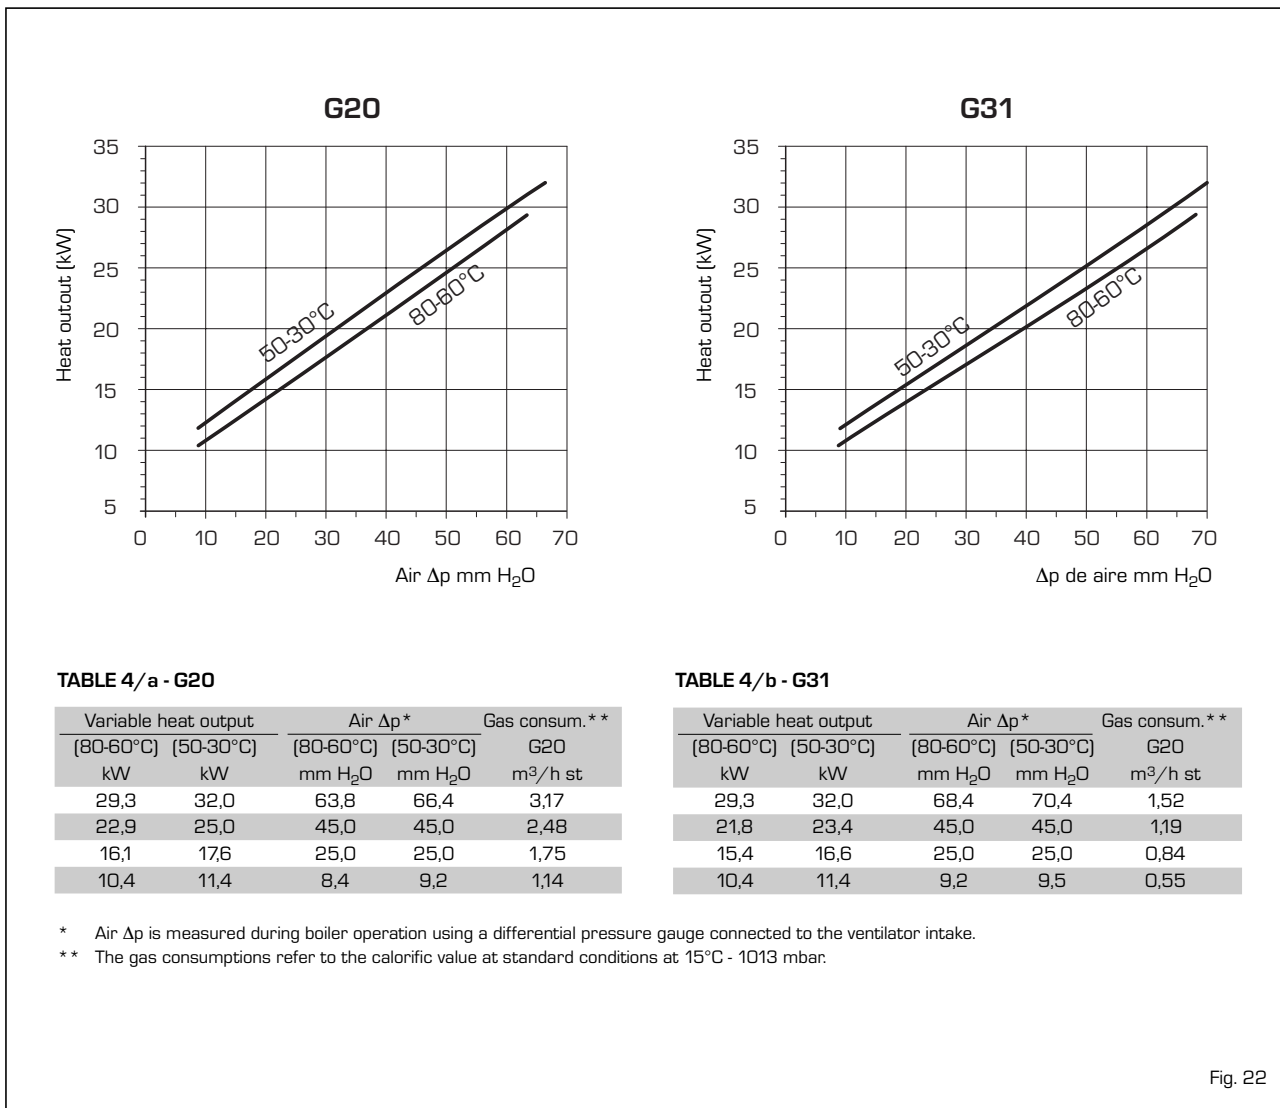 G20
35
30
25
20
15
10
5
Heat outout (kW)
50-30°C
80-60°C
0 10 20 30 40 50 60 70
Air Δp mm H₂O
G31
35
30
25
20
15
10
5
Heat outout (kW)
50-30°C
80-60°C
0 10 20 30 40 50 60 70
Δp de aire mm H₂O
TABLE 4/a - G20
Variable heat output Air Δp* Gas consum.**
(80-60°C) (50-30°C) (80-60°C) (50-30°C) G20
kW kW mm H₂O mm H₂O m³/h st
29,3 32,0 63,8 66,4 3,17
22,9 25,0 45,0 45,0 2,48
16,1 17,6 25,0 25,0 1,75
10,4 11,4 8,4 9,2 1,14
TABLE 4/b - G31
Variable heat output Air Δp* Gas consum.**
(80-60°C) (50-30°C) (80-60°C) (50-30°C) G20
kW kW mm H₂O mm H₂O m³/h st
29,3 32,0 68,4 70,4 1,52
21,8 23,4 45,0 45,0 1,19
15,4 16,6 25,0 25,0 0,84
10,4 11,4 9,2 9,5 0,55
* Air Δp is measured during boiler operation using a differential pressure gauge connected to the ventilator intake.
** The gas consumptions refer to the calorific value at standard conditions at 15°C - 1013 mbar.
Fig. 22